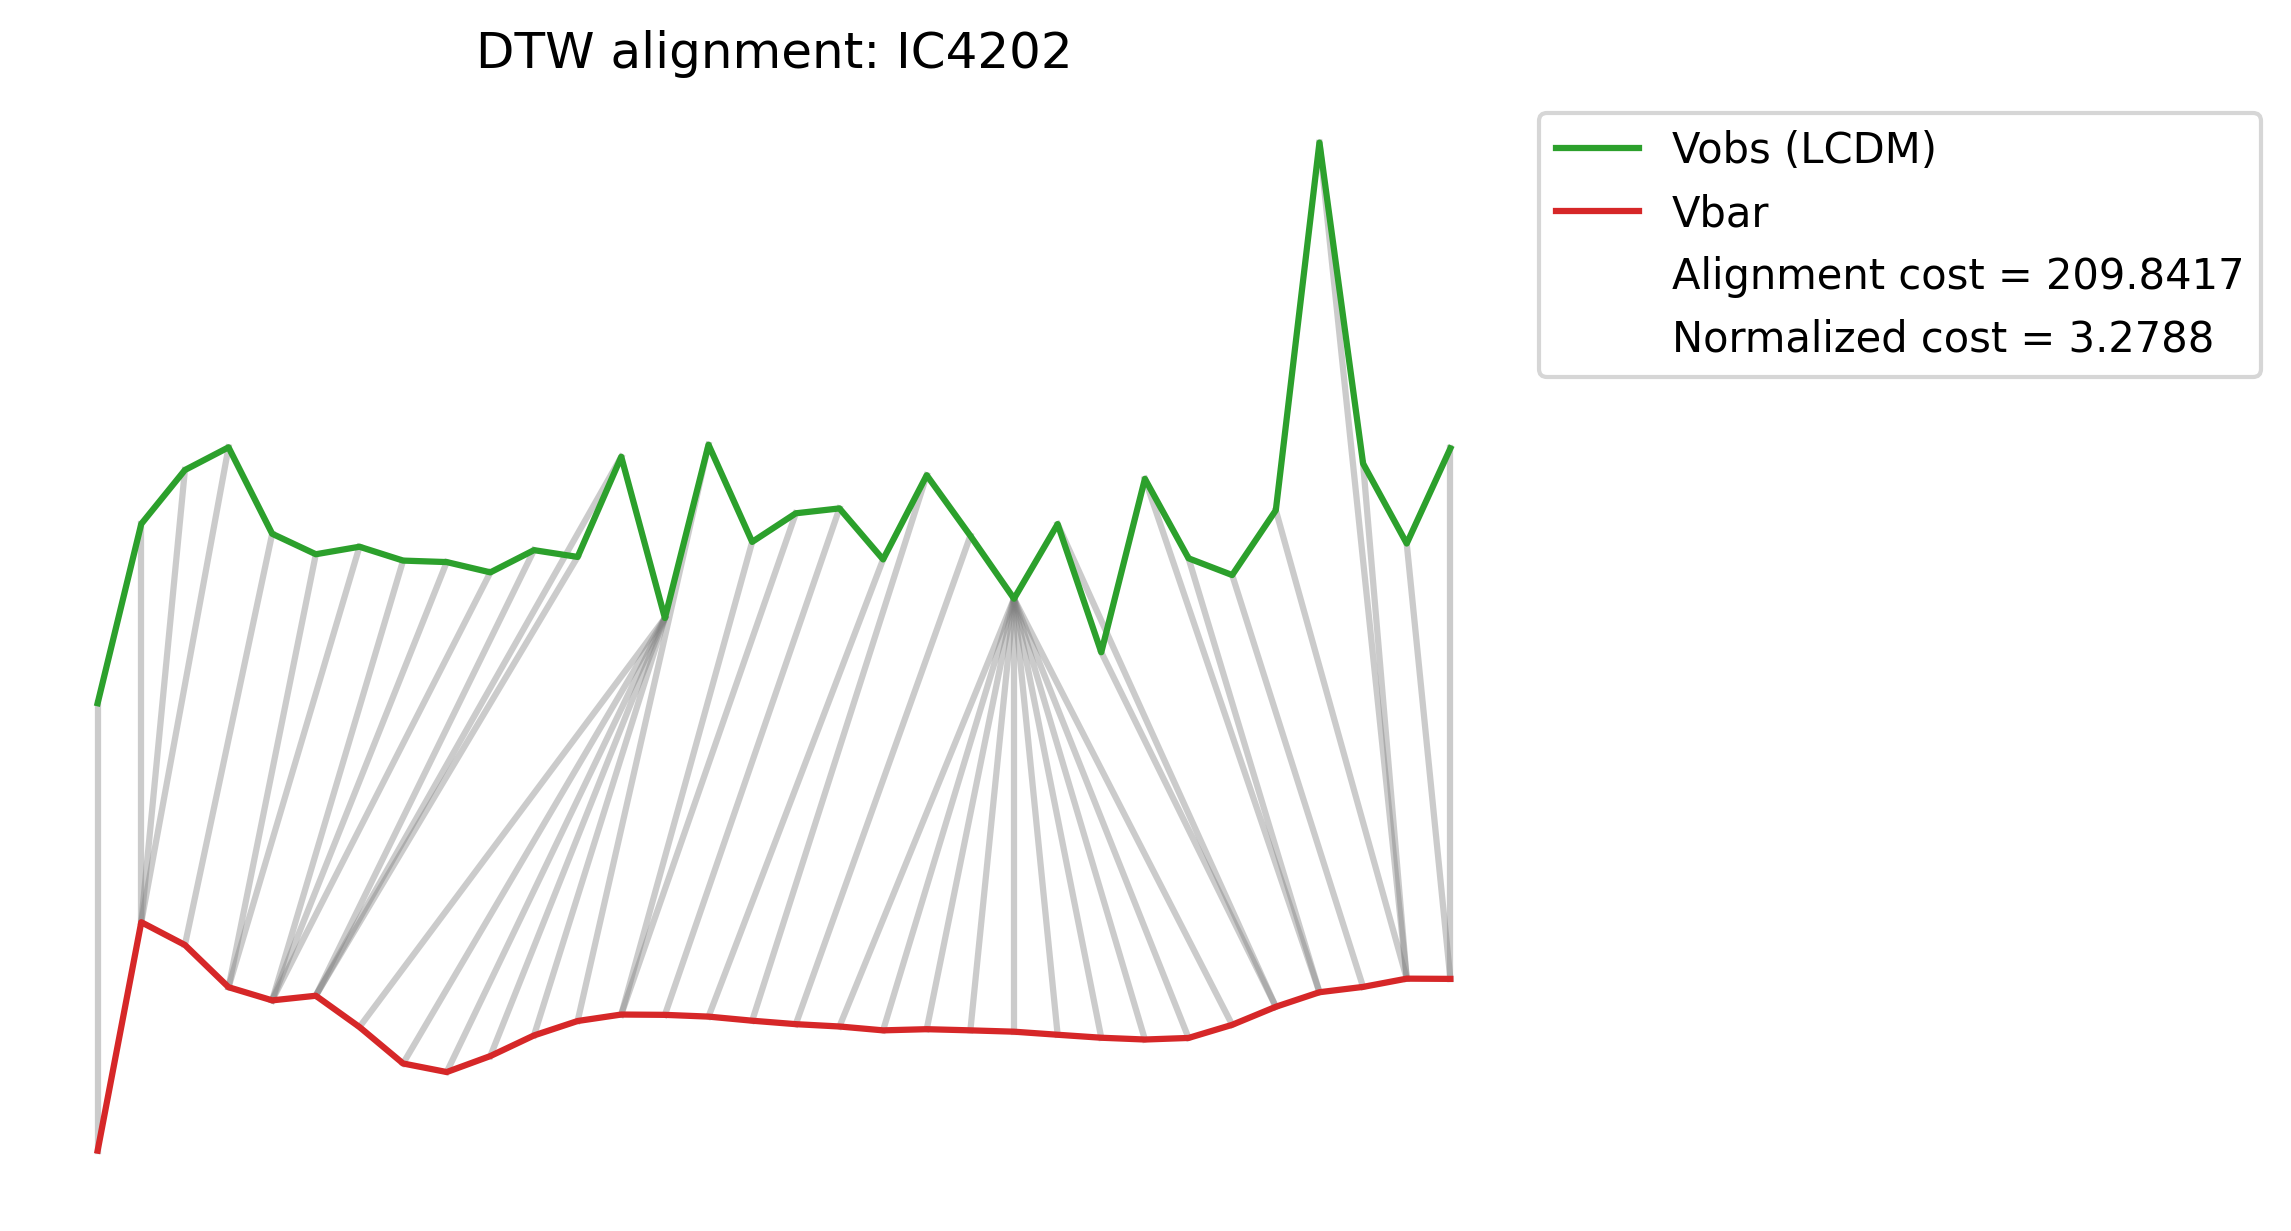 DTW alignment: IC4202
Vobs (LCDM)
Vbar
Alignment cost = 209.8417
Normalized cost = 3.2788